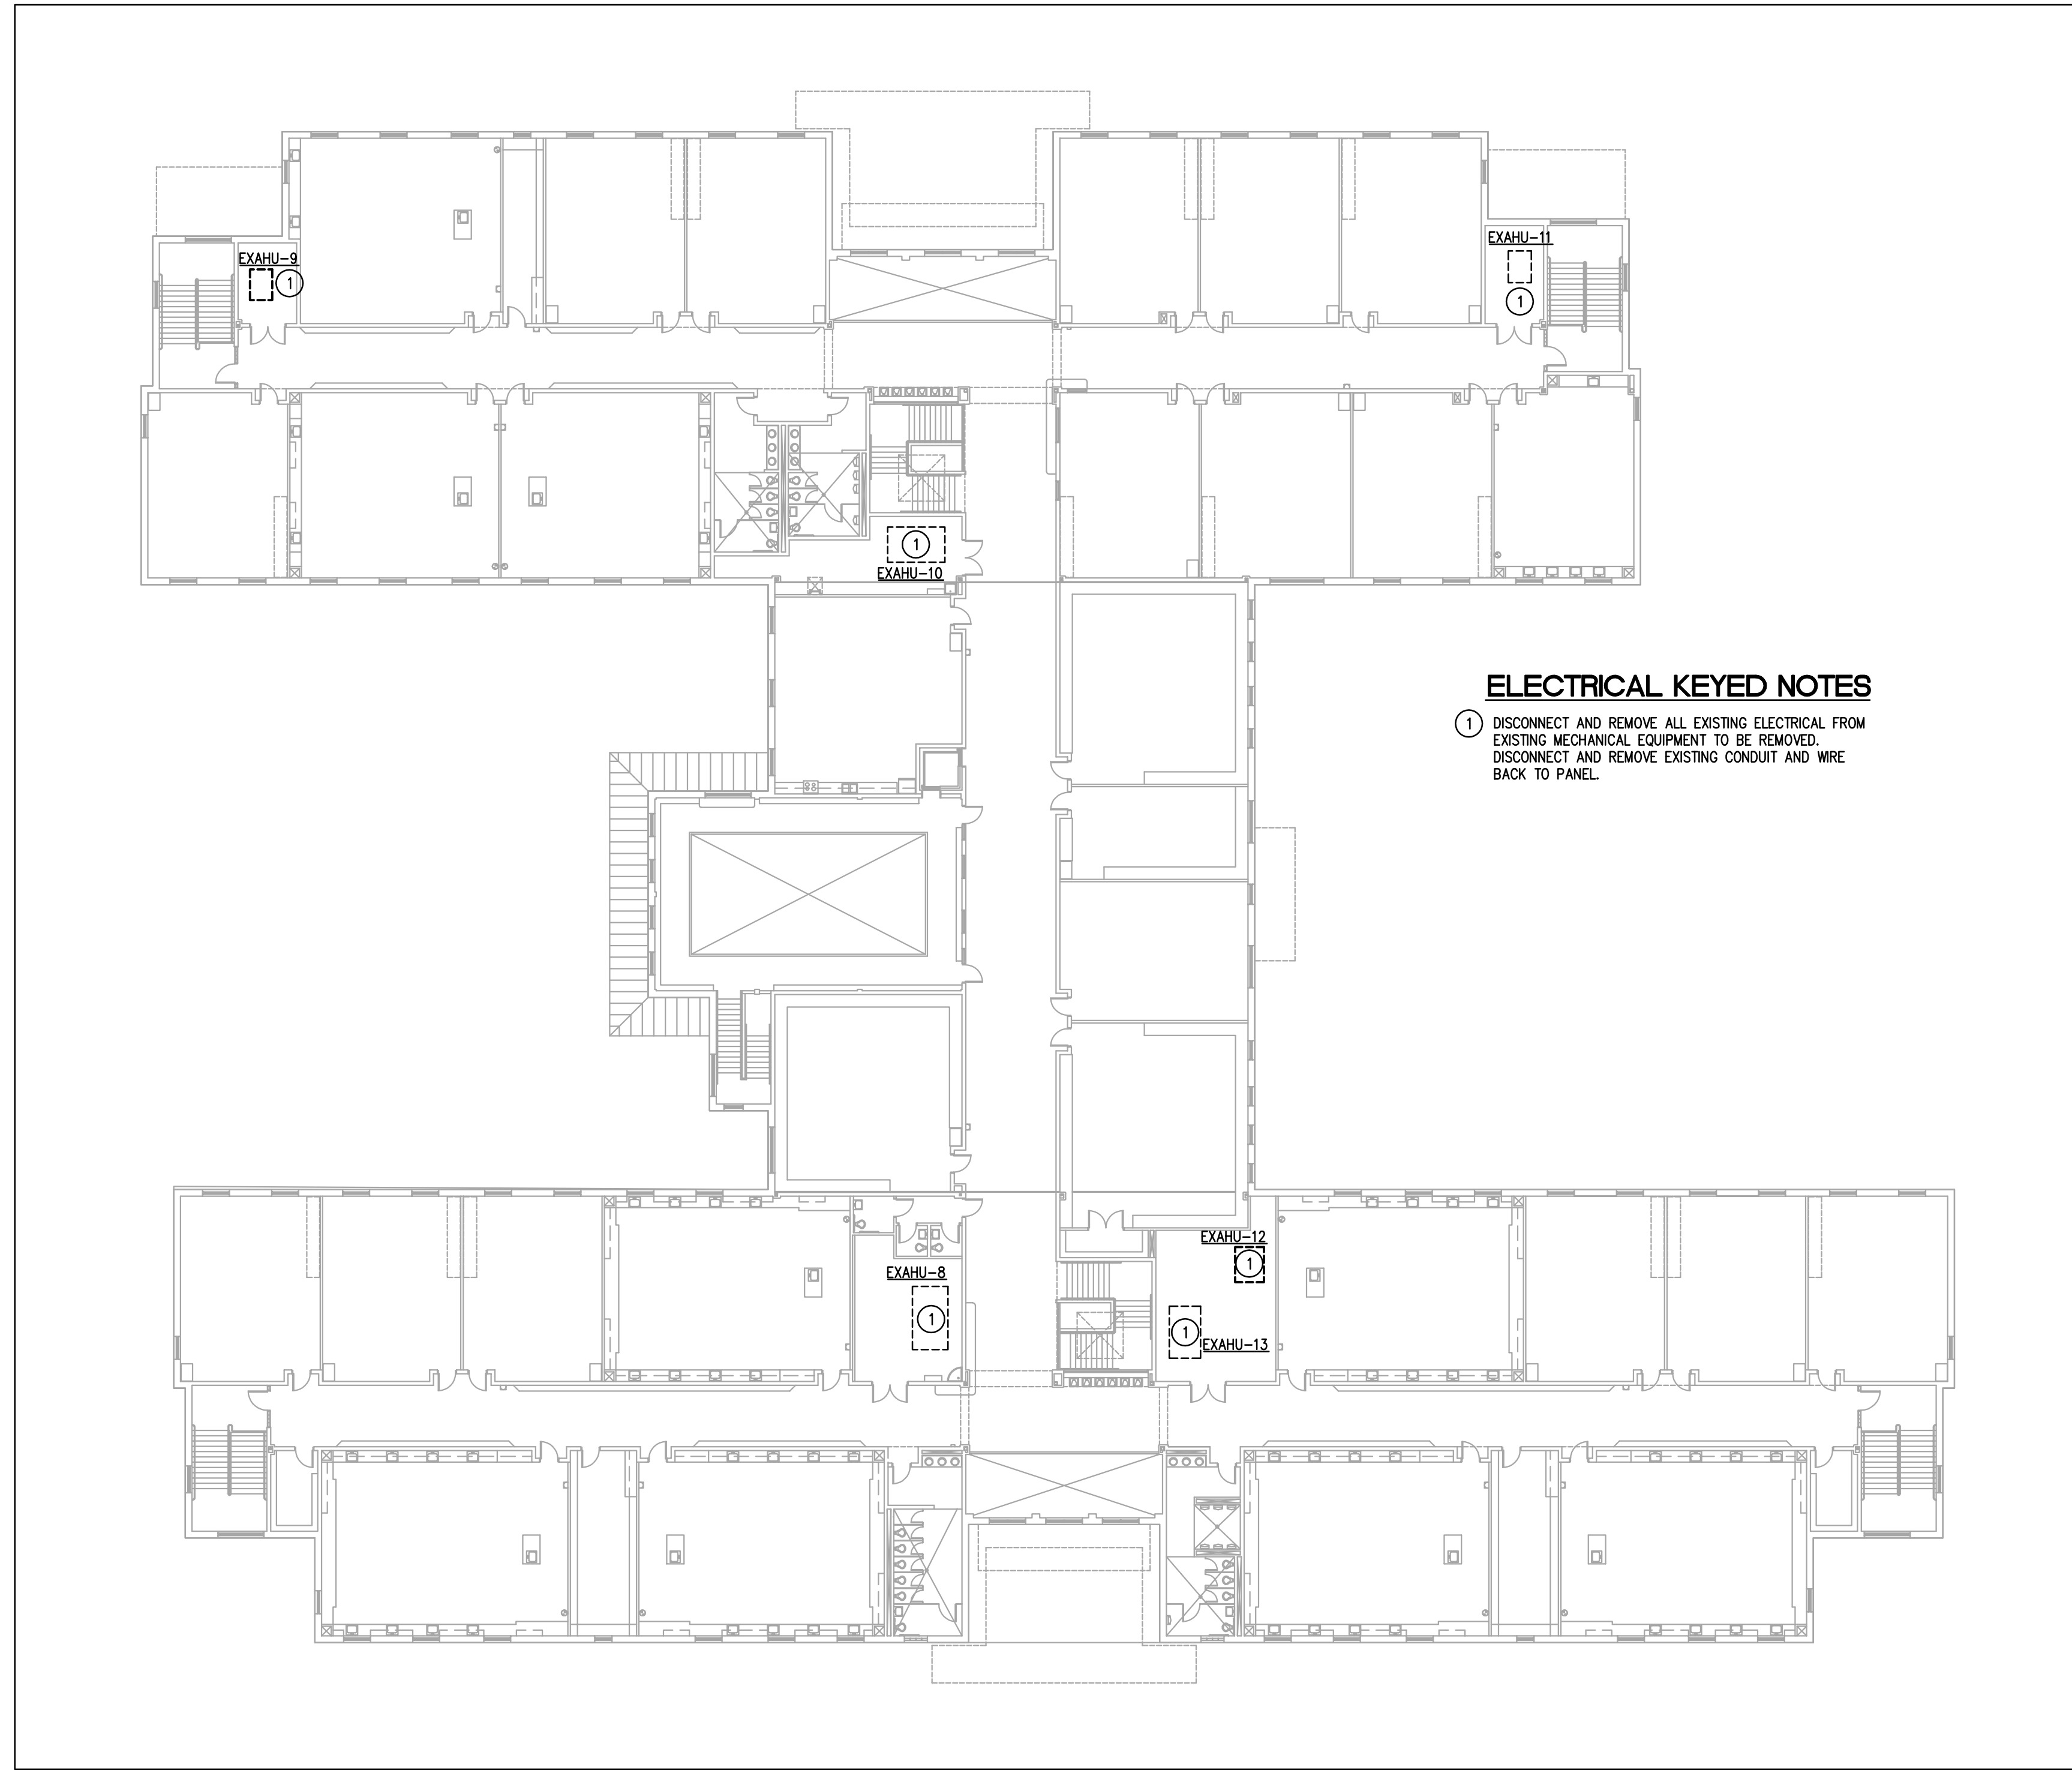 EXAHU-9
1
EXAHU-11
1
1
EXAHU-10
ELECTRICAL KEYED NOTES
1 DISCONNECT AND REMOVE ALL EXISTING ELECTRICAL FROM
EXISTING MECHANICAL EQUIPMENT TO BE REMOVED.
DISCONNECT AND REMOVE EXISTING CONDUIT AND WIRE
BACK TO PANEL.
EXAHU-12
1
EXAHU-8
1
1
EXAHU-13